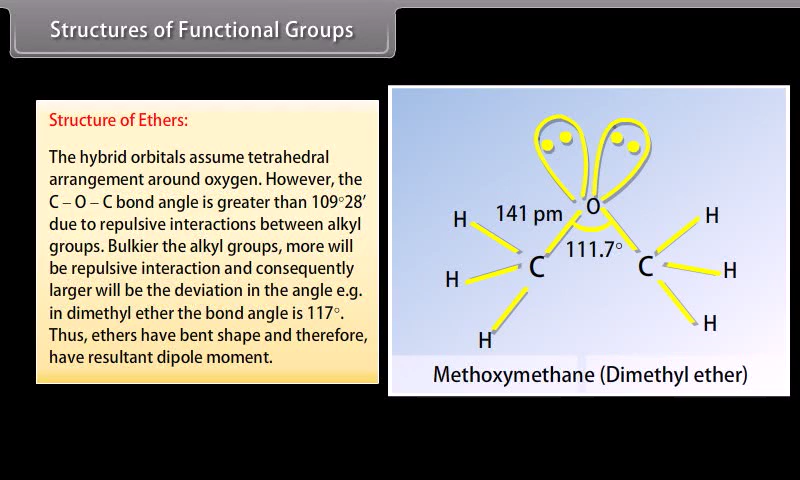 Structures of Functional Groups
Structure of Ethers:
The hybrid orbitals assume tetrahedral
arrangement around oxygen. However, the
C – O – C bond angle is greater than 109°28′
due to repulsive interactions between alkyl
groups. Bulkier the alkyl groups, more will
be repulsive interaction and consequently
larger will be the deviation in the angle e.g.
in dimethyl ether the bond angle is 117°.
Thus, ethers have bent shape and therefore,
have resultant dipole moment.
O
H 141 pm H
111.7°
C C
H H
H H
Methoxymethane (Dimethyl ether)